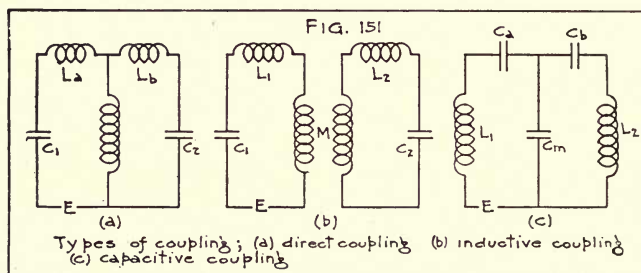 FIG. 151
La Lb L1 L2 Ca Cb
C1 C2 C1 M C2 L1 Cm L2
E E E
(a) (b) (c)
Types of coupling; (a) direct coupling (b) inductive coupling
(c) capacitive coupling